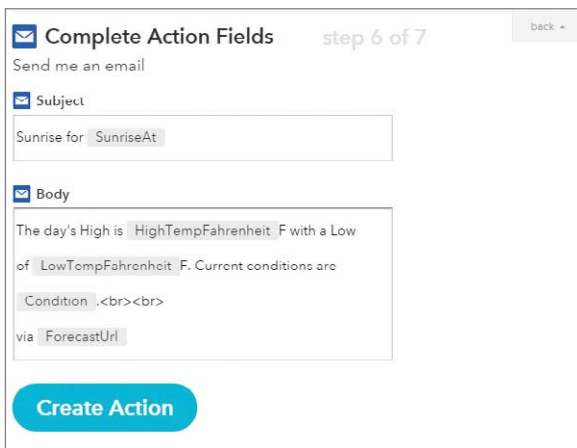 Complete Action Fields step 6 of 7 back
Send me an email
Subject
Sunrise for SunriseAt
Body
The day's High is HighTempFahrenheit F with a Low
of LowTempFahrenheit F. Current conditions are
Condition .<br><br>
via ForecastUrl
Create Action